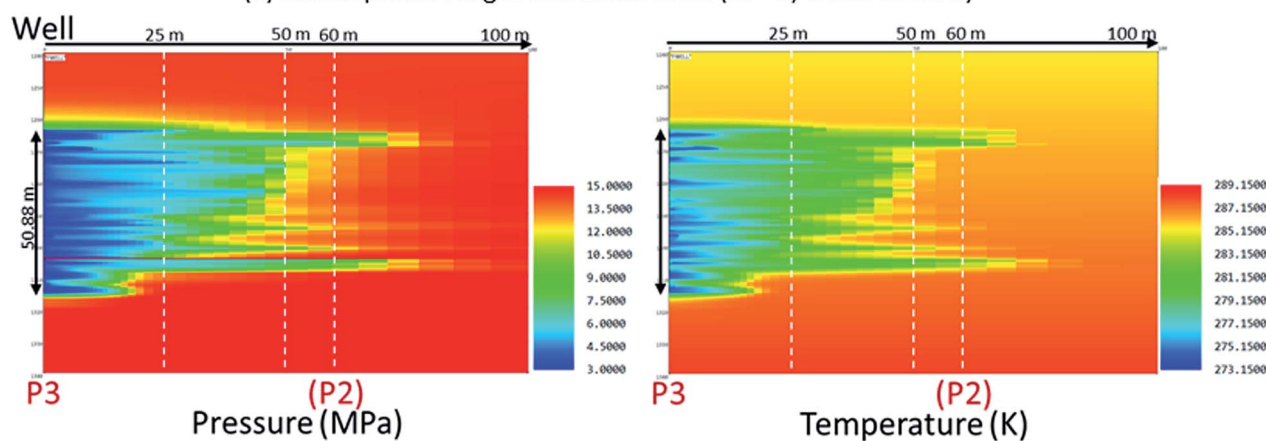 Well
25 m
50 m
60 m
100 m
50.88 m
15.0000
13.5000
12.0000
10.5000
9.0000
7.5000
6.0000
4.5000
3.0000
P3
(P2)
Pressure (MPa)
25 m
50 m
60 m
100 m
289.1500
287.1500
285.1500
283.1500
281.1500
279.1500
277.1500
275.1500
273.1500
P3
(P2)
Temperature (K)